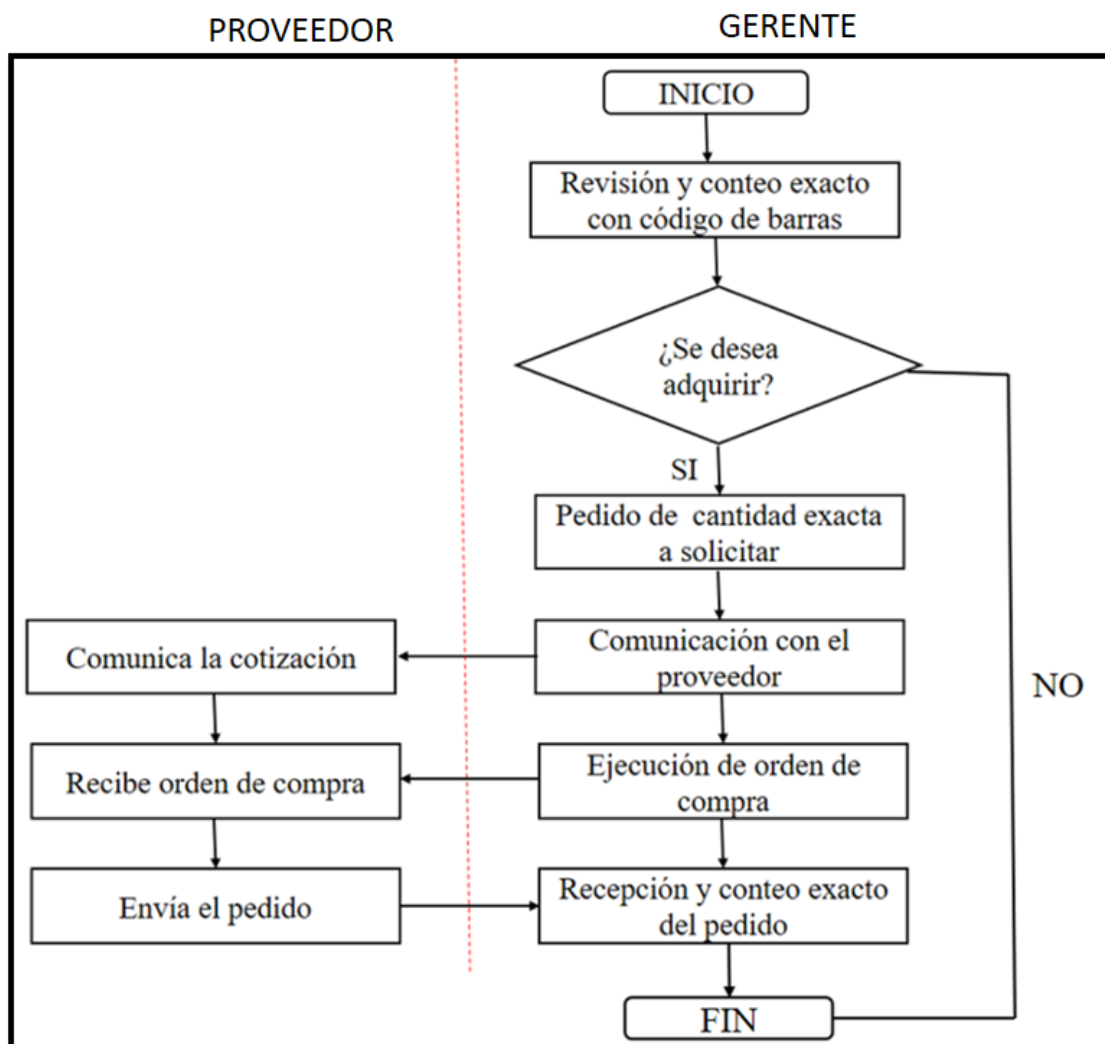 PROVEEDOR
GERENTE
INICIO
Revisión y conteo exacto
con código de barras
¿Se desea
adquirir?
SI
Pedido de cantidad exacta
a solicitar
Comunica la cotización
Comunicación con el
proveedor
NO
Recibe orden de compra
Ejecución de orden de
compra
Envía el pedido
Recepción y conteo exacto
del pedido
FIN